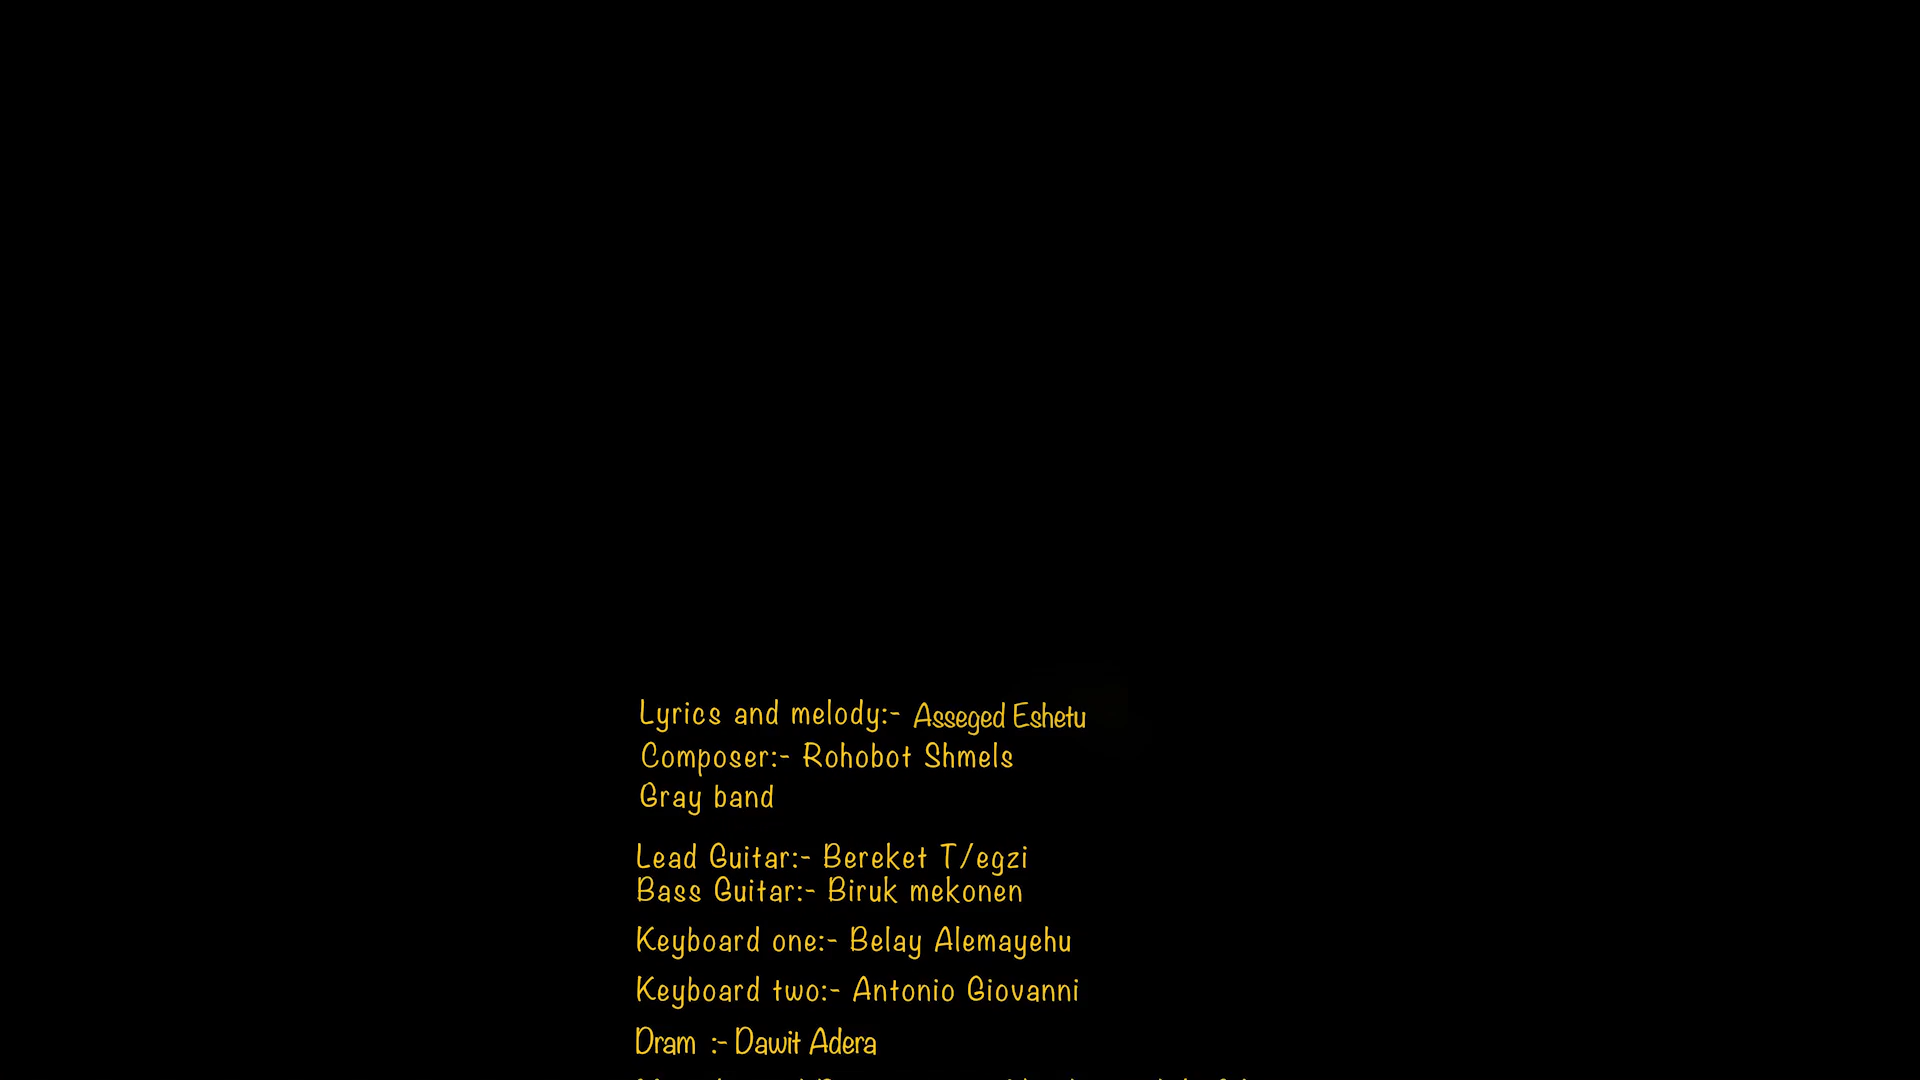 Lyrics and melody:- Asseged Eshetu
Composer:- Rohobot Shmels
Gray band
Lead Guitar:- Bereket T/egzi
Bass Guitar:- Biruk mekonen
Keyboard one:- Belay Alemayehu
Keyboard two:- Antonio Giovanni
Dram :- Dawit Adera